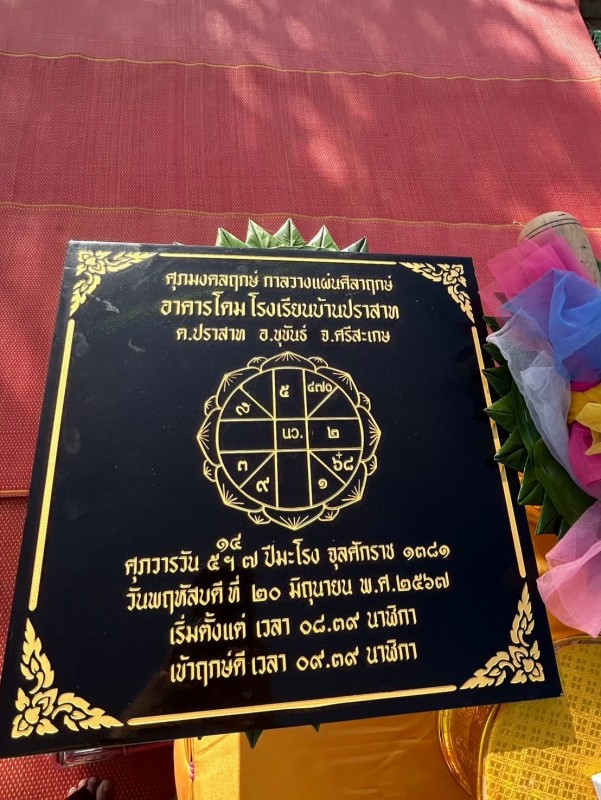 ศุภมงคลฤกษ์ กาลวางแผ่นศิลาฤกษ์
อาคารโดม โรงเรียนบ้านปราสาท
ต.ปราสาท อ.ขุขันธ์ จ.ศรีสะเกษ
๕ ๔๗๐
นว. ๒
๓ ๖๘
๙ ๑
๑๔
ศุภวารวัน ๕ ฯ ๗ ปีมะโรง จุลศักราช ๑๓๘๑
วันพฤหัสบดี ที่ ๒๐ มิถุนายน พ.ศ.๒๕๖๗
เริ่มตั้งแต่ เวลา ๐๘.๓๙ นาฬิกา
เข้าฤกษ์ดี เวลา ๐๙.๓๙ นาฬิกา